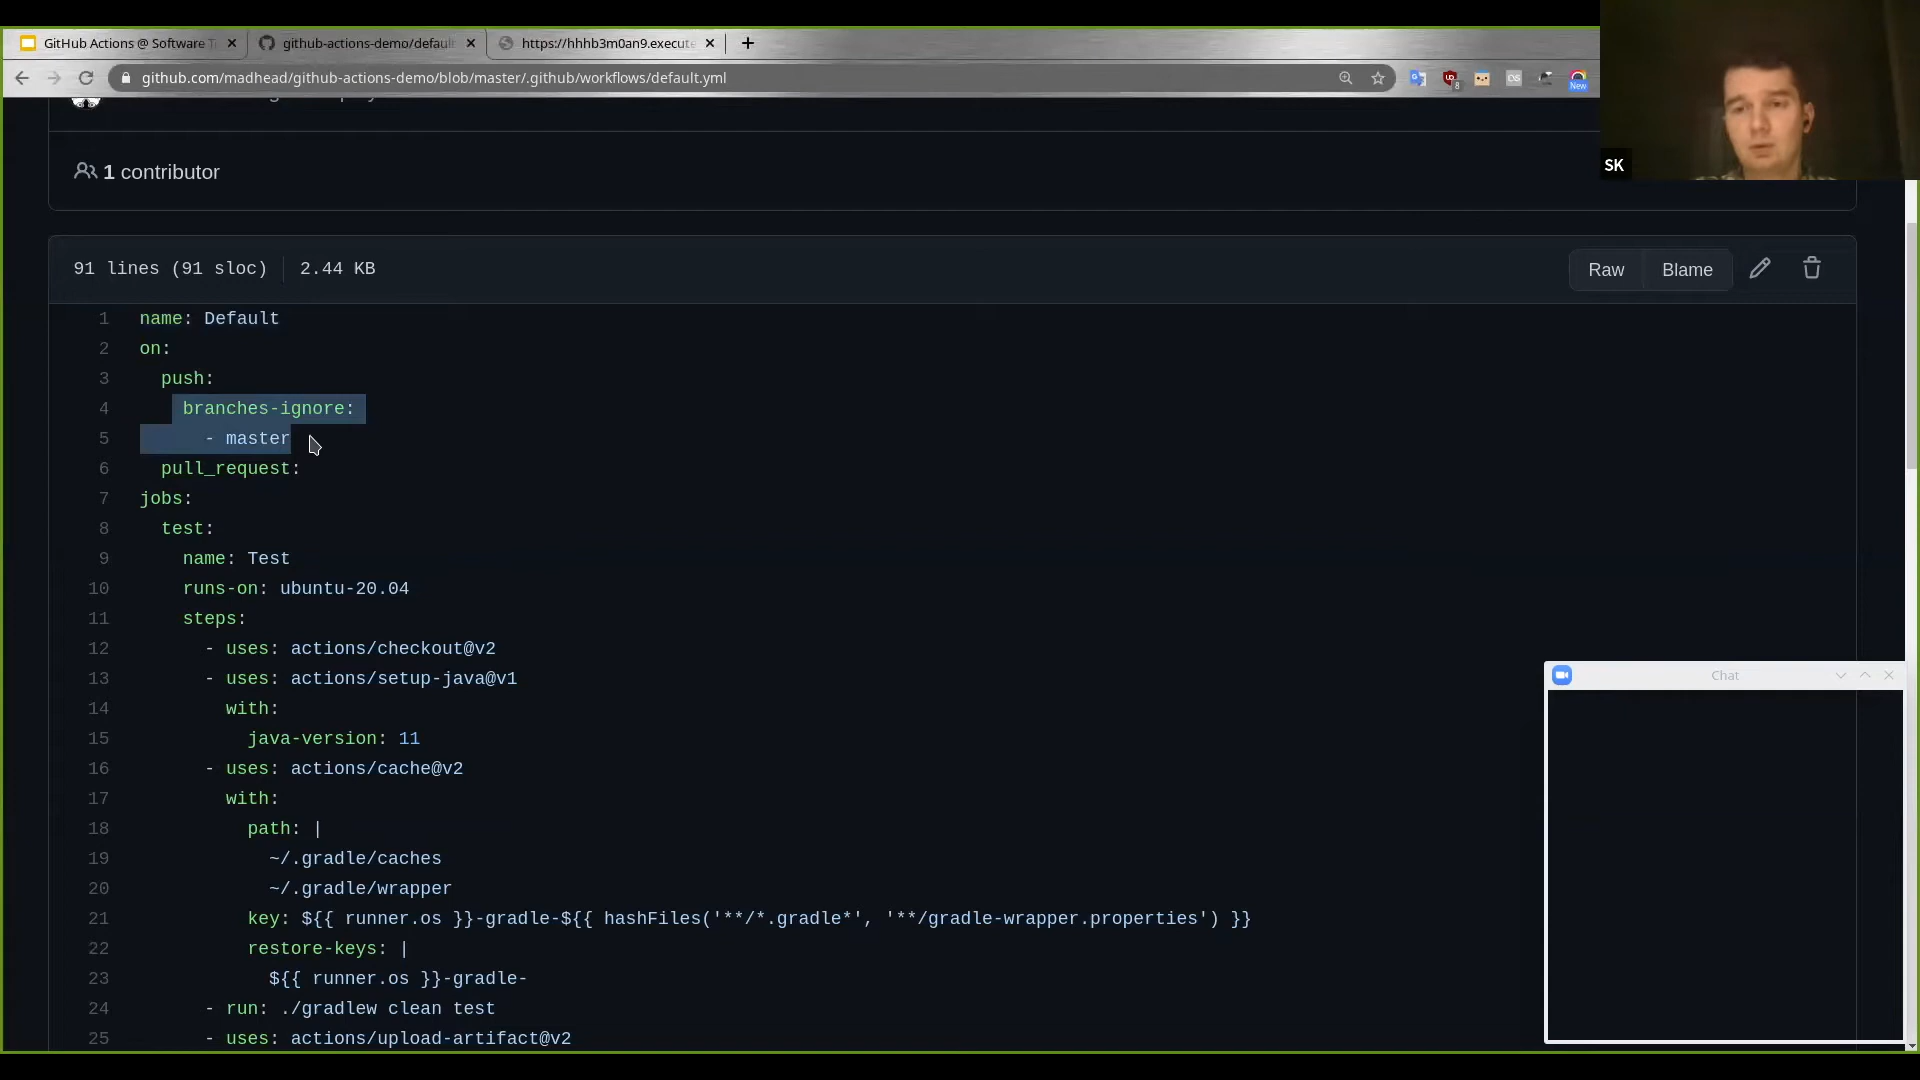 GitHub Actions @ Software T
github-actions-demo/default
https://hhhb3m0an9.execute
github.com/madhead/github-actions-demo/blob/master/.github/workflows/default.yml
8
New
SK
1 contributor
91 lines (91 sloc) 2.44 KB
Raw
Blame
1 name: Default
2 on:
3 push:
4 branches-ignore:
5 - master
6 pull_request:
7 jobs:
8 test:
9 name: Test
10 runs-on: ubuntu-20.04
11 steps:
12 - uses: actions/checkout@v2
13 - uses: actions/setup-java@v1
14 with:
15 java-version: 11
16 - uses: actions/cache@v2
17 with:
18 path: |
19 ~/.gradle/caches
20 ~/.gradle/wrapper
21 key: ${{ runner.os }}-gradle-${{ hashFiles('**/*.gradle*', '**/gradle-wrapper.properties') }}
22 restore-keys: |
23 ${{ runner.os }}-gradle-
24 - run: ./gradlew clean test
25 - uses: actions/upload-artifact@v2
Chat